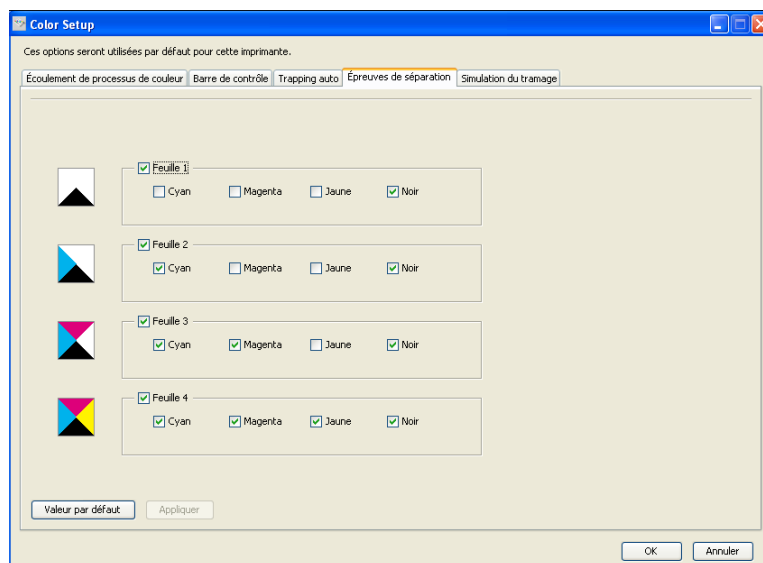 Color Setup
Ces options seront utilisées par défaut pour cette imprimante.
Écoulement de processus de couleur Barre de contrôle Trapping auto Épreuves de séparation Simulation du tramage
Feuille 1
Cyan Magenta Jaune Noir
Feuille 2
Cyan Magenta Jaune Noir
Feuille 3
Cyan Magenta Jaune Noir
Feuille 4
Cyan Magenta Jaune Noir
Valeur par défaut Appliquer
OK Annuler